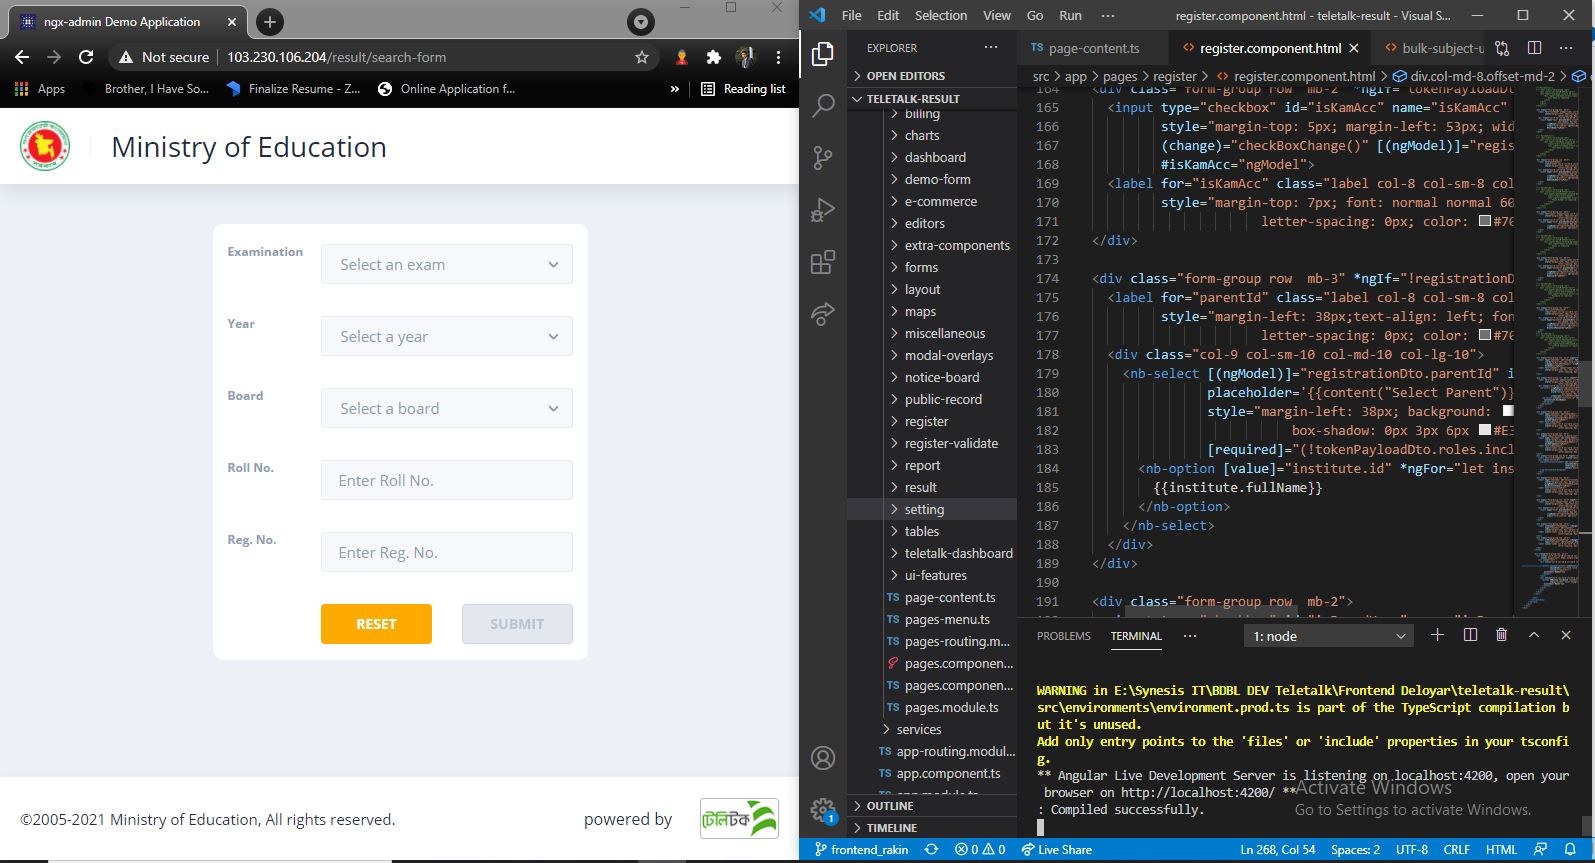 ngx-admin Demo Application
Not secure 103.230.106.204/result/search-form
Apps Brother, I Have So... Finalize Resume - Z... Online Application f... » Reading list
Ministry of Education
Examination Select an exam
Year Select a year
Board Select a board
Roll No. Enter Roll No.
Reg. No. Enter Reg. No.
RESET SUBMIT
©2005-2021 Ministry of Education, All rights reserved. powered by টেলিটক
File Edit Selection View Go Run ··· register.component.html - teletalk-result - Visual S...
EXPLORER ···
OPEN EDITORS
TELETALK-RESULT
billing
charts
dashboard
demo-form
e-commerce
editors
extra-components
forms
layout
maps
miscellaneous
modal-overlays
notice-board
public-record
register
register-validate
report
result
setting
tables
teletalk-dashboard
ui-features
TS page-content.ts
TS pages-menu.ts
TS pages-routing.m...
pages.componen...
TS pages.componen...
TS pages.module.ts
services
TS app-routing.modul...
TS app.component.ts
TS app.module.ts
OUTLINE
TIMELINE
TS page-content.ts <> register.component.html <> bulk-subject-u
src > app > pages > register > <> register.component.html > div.col-md-8.offset-md-2 >
164 <div class="form-group row mb-2" *ngIf="tokenPayloadDt
165 <input type="checkbox" id="isKamAcc" name="isKamAcc"
166 style="margin-top: 5px; margin-left: 53px; wid
167 (change)="checkBoxChange()" [(ngModel)]="regis
168 #isKamAcc="ngModel">
169 <label for="isKamAcc" class="label col-8 col-sm-8 col
170 style="margin-top: 7px; font: normal normal 60
171 letter-spacing: 0px; color: #70
172 </div>
173
174 <div class="form-group row mb-3" *ngIf="!registrationD
175 <label for="parentId" class="label col-8 col-sm-8 col
176 style="margin-left: 38px;text-align: left; fon
177 letter-spacing: 0px; color: #70
178 <div class="col-9 col-sm-10 col-md-10 col-lg-10">
179 <nb-select [(ngModel)]="registrationDto.parentId" i
180 placeholder='{{content("Select Parent")}
181 style="margin-left: 38px; background:
182 box-shadow: 0px 3px 6px #E3
183 [required]="(!tokenPayloadDto.roles.incl
184 <nb-option [value]="institute.id" *ngFor="let ins
185 {{institute.fullName}}
186 </nb-option>
187 </nb-select>
188 </div>
189 </div>
190
191 <div class="form-group row mb-2">
PROBLEMS TERMINAL ··· 1: node
WARNING in E:\Synesis IT\BDBL DEV Teletalk\Frontend Deloyar\teletalk-result\
src\environments\environment.prod.ts is part of the TypeScript compilation b
ut it's unused.
Add only entry points to the 'files' or 'include' properties in your tsconfi
g.
** Angular Live Development Server is listening on localhost:4200, open your
browser on http://localhost:4200/ **
: Compiled successfully.
Activate Windows
Go to Settings to activate Windows.
1
frontend_rakin 0 0 Live Share Ln 268, Col 54 Spaces: 2 UTF-8 CRLF HTML